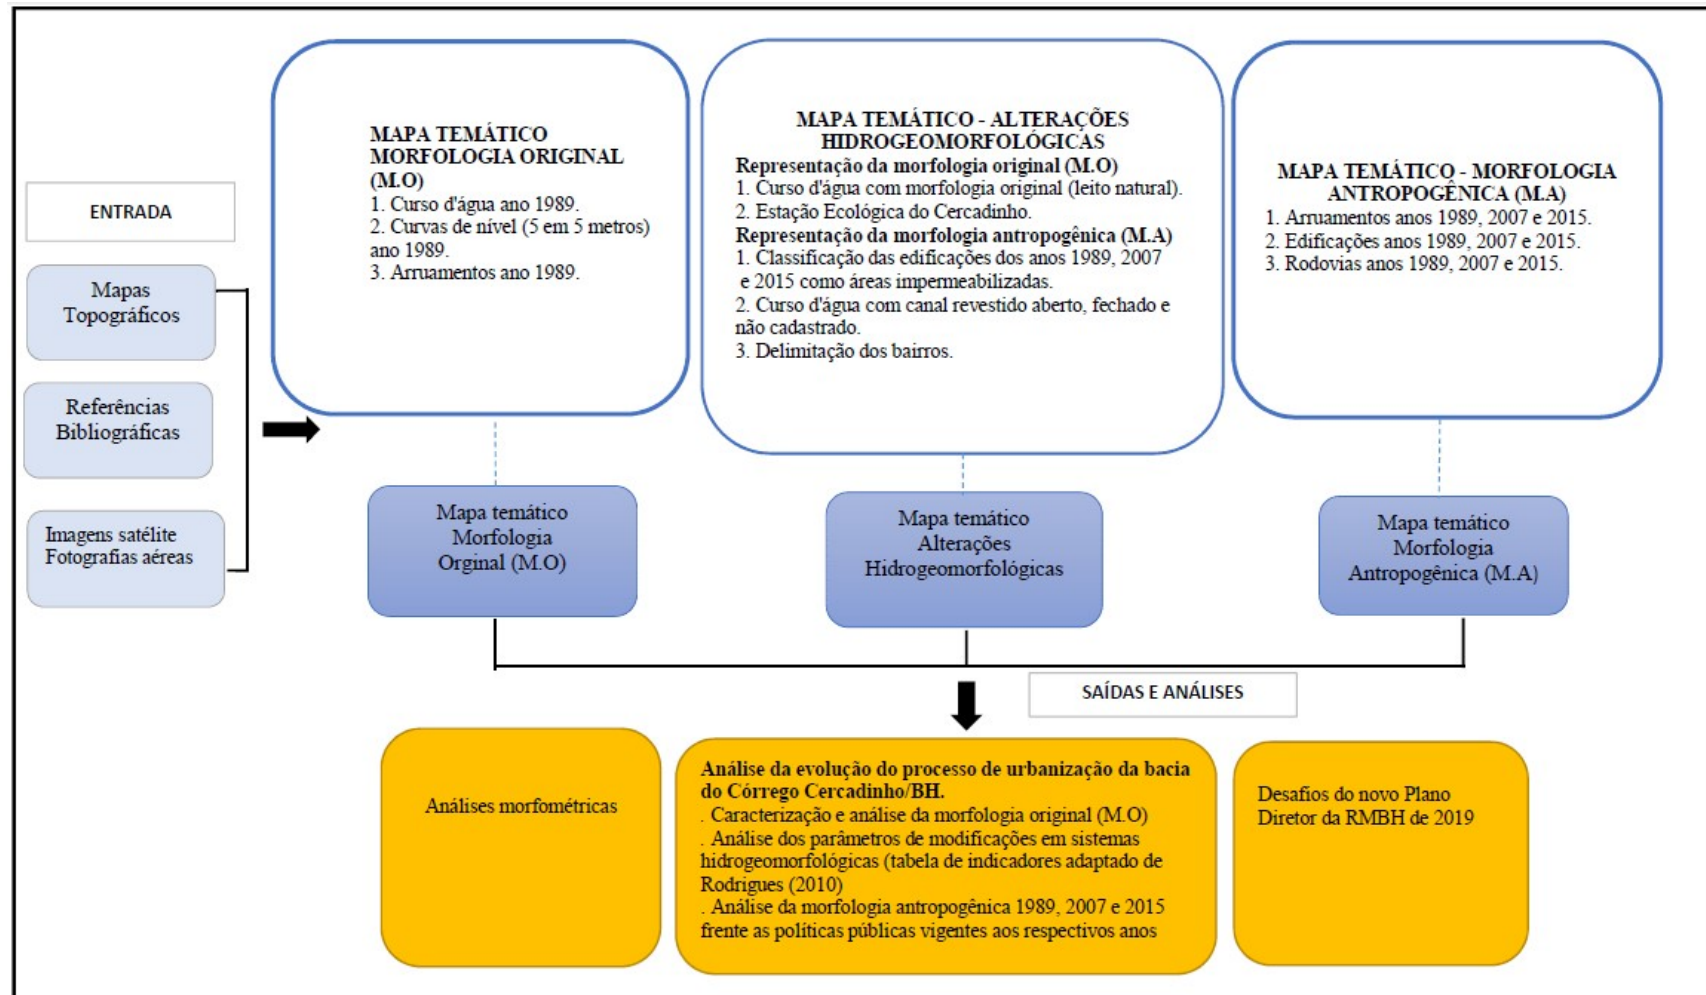 ENTRADA
Mapas
Topográficos
Referências
Bibliográficas
Imagens satélite
Fotografias aéreas
MAPA TEMÁTICO
MORFOLOGIA ORIGINAL
(M.O)
1. Curso d'água ano 1989.
2. Curvas de nível (5 em 5 metros)
ano 1989.
3. Arruamentos ano 1989.
MAPA TEMÁTICO - ALTERAÇÕES
HIDROGEOMORFOLÓGICAS
Representação da morfologia original (M.O)
1. Curso d'água com morfologia original (leito natural).
2. Estação Ecológica do Cercadinho.
Representação da morfologia antropogênica (M.A)
1. Classificação das edificações dos anos 1989, 2007
e 2015 como áreas impermeabilizadas.
2. Curso d'água com canal revestido aberto, fechado e
não cadastrado.
3. Delimitação dos bairros.
MAPA TEMÁTICO - MORFOLOGIA
ANTROPOGÊNICA (M.A)
1. Arruamentos anos 1989, 2007 e 2015.
2. Edificações anos 1989, 2007 e 2015.
3. Rodovias anos 1989, 2007 e 2015.
Mapa temático
Morfologia
Orginal (M.O)
Mapa temático
Alterações
Hidrogeomorfológicas
Mapa temático
Morfologia
Antropogênica (M.A)
SAÍDAS E ANÁLISES
Análises morfométricas
Análise da evolução do processo de urbanização da bacia
do Córrego Cercadinho/BH.
. Caracterização e análise da morfologia original (M.O)
. Análise dos parâmetros de modificações em sistemas
hidrogeomorfológicas (tabela de indicadores adaptado de
Rodrigues (2010)
. Análise da morfologia antropogênica 1989, 2007 e 2015
frente as políticas públicas vigentes aos respectivos anos
Desafios do novo Plano
Diretor da RMBH de 2019